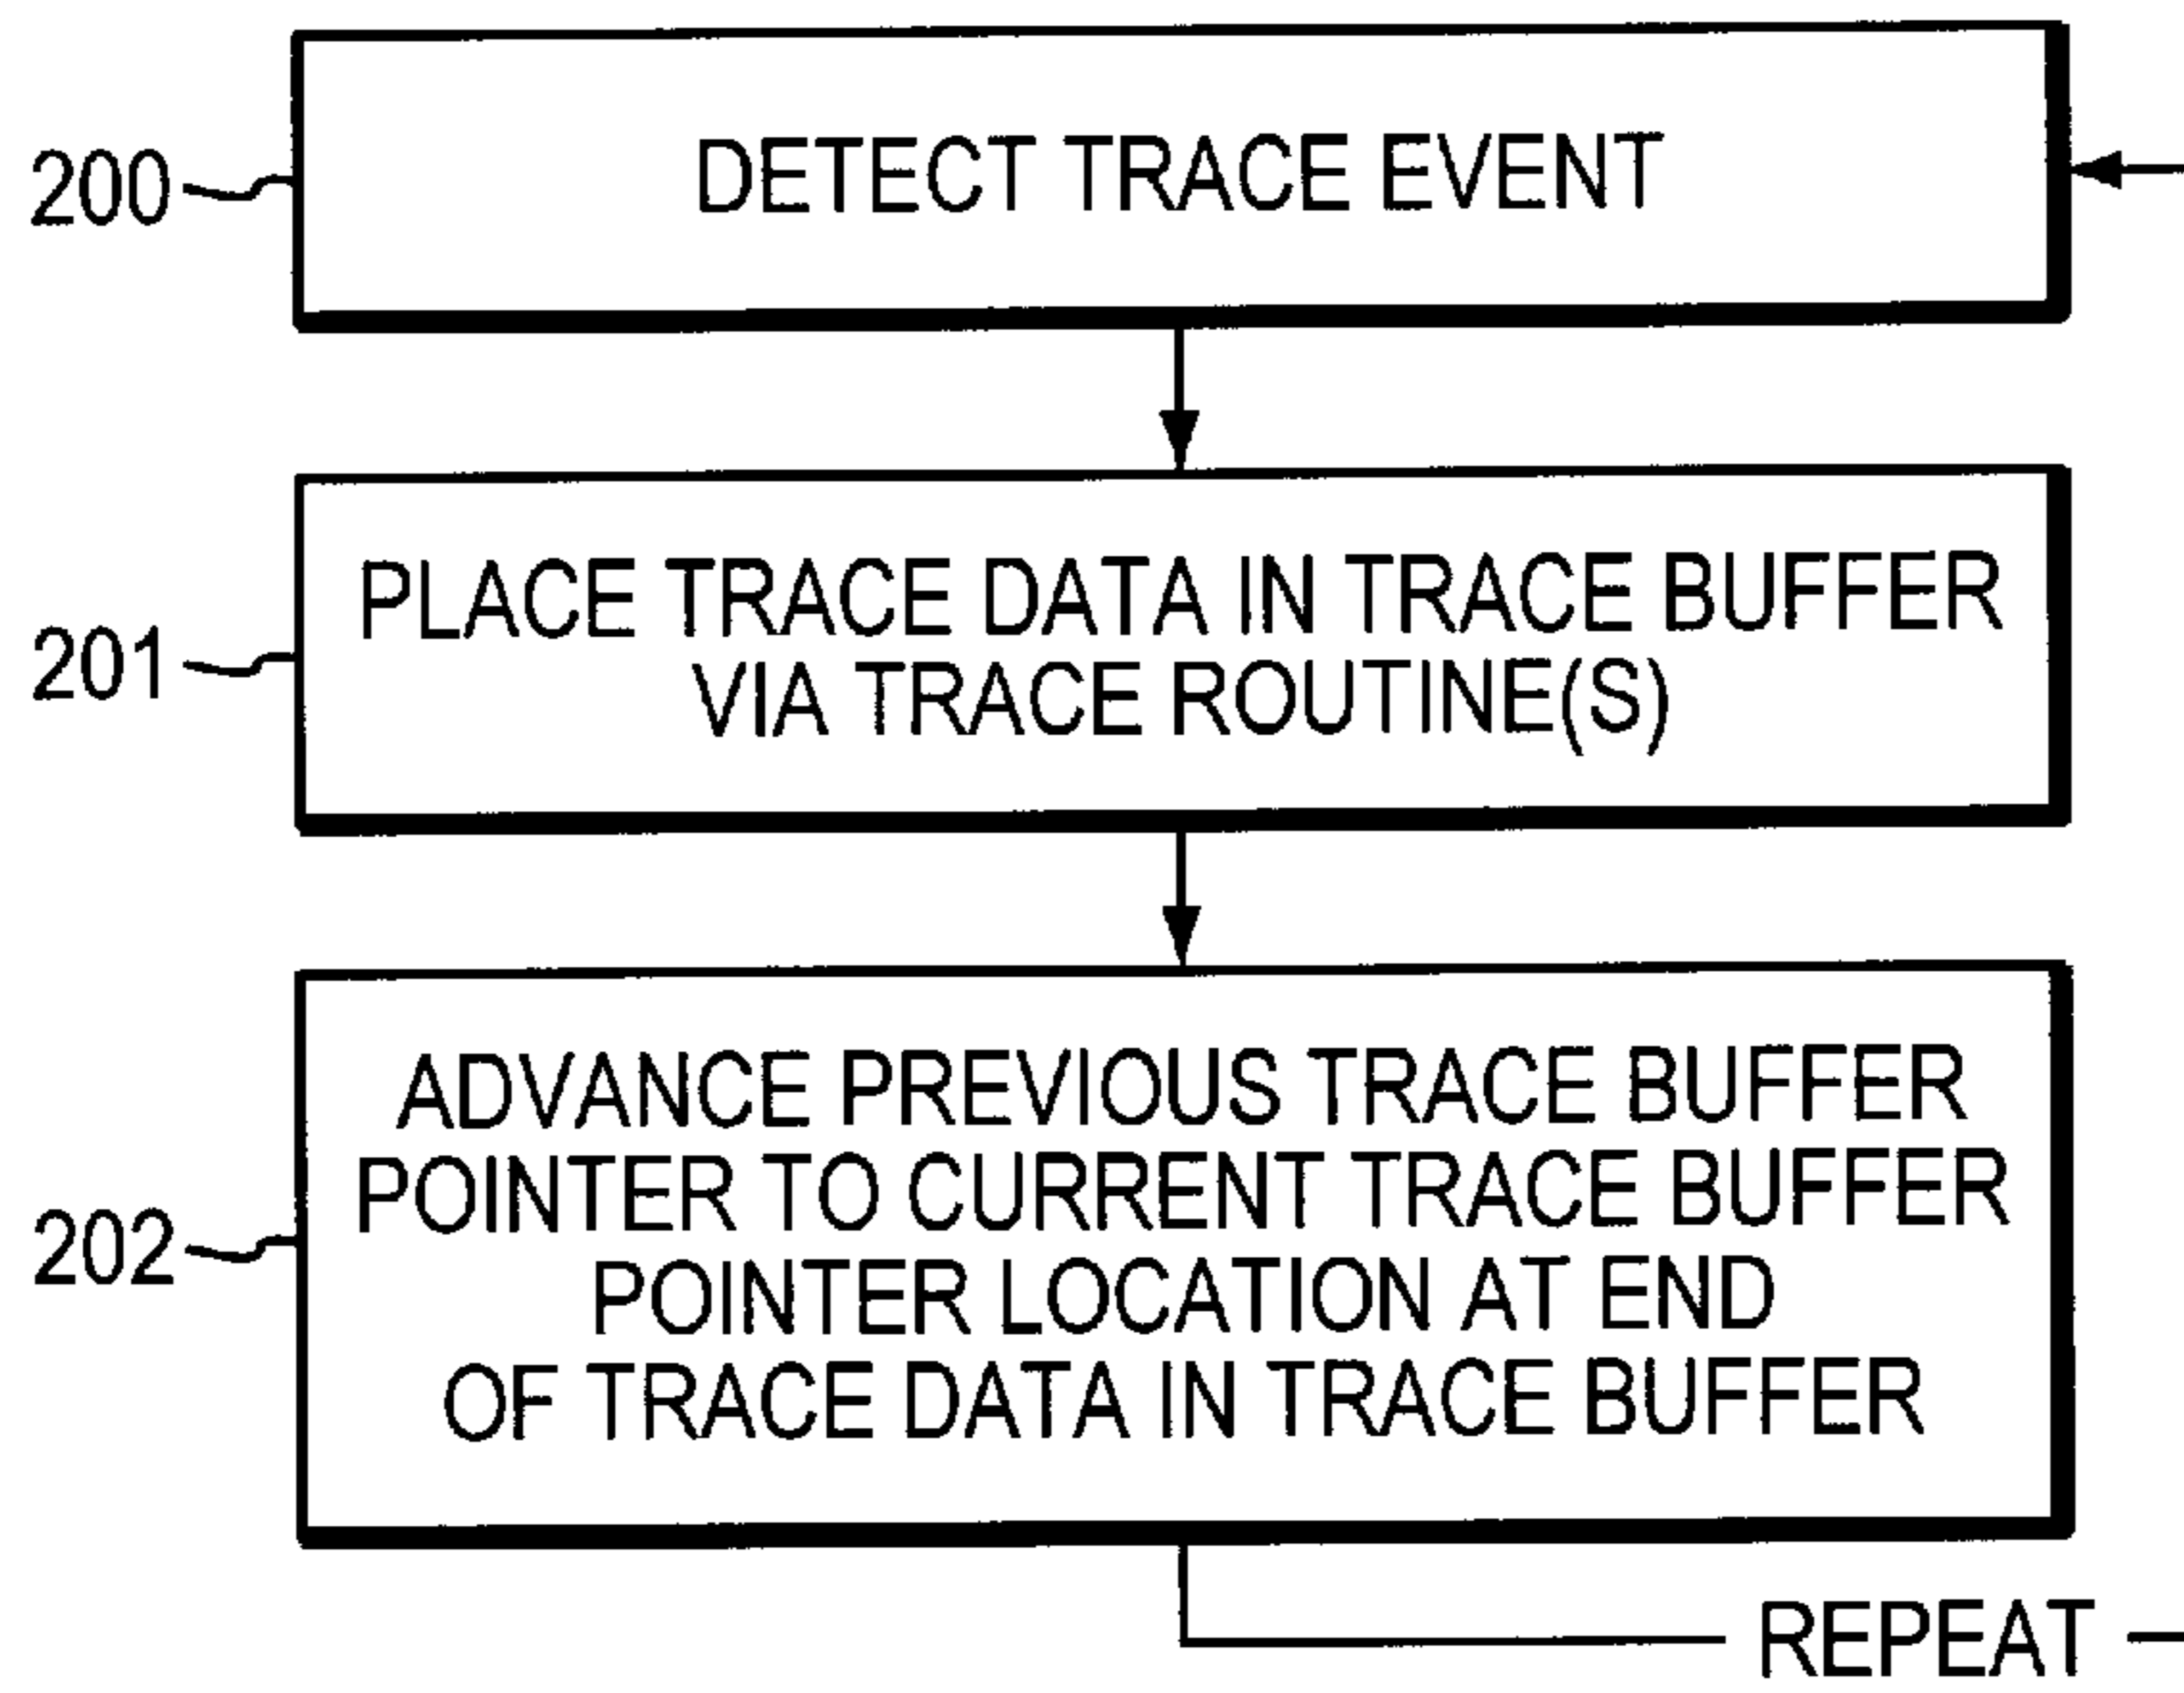 200
DETECT TRACE EVENT
201
PLACE TRACE DATA IN TRACE BUFFER
VIA TRACE ROUTINE(S)
202
ADVANCE PREVIOUS TRACE BUFFER
POINTER TO CURRENT TRACE BUFFER
POINTER LOCATION AT END
OF TRACE DATA IN TRACE BUFFER
REPEAT